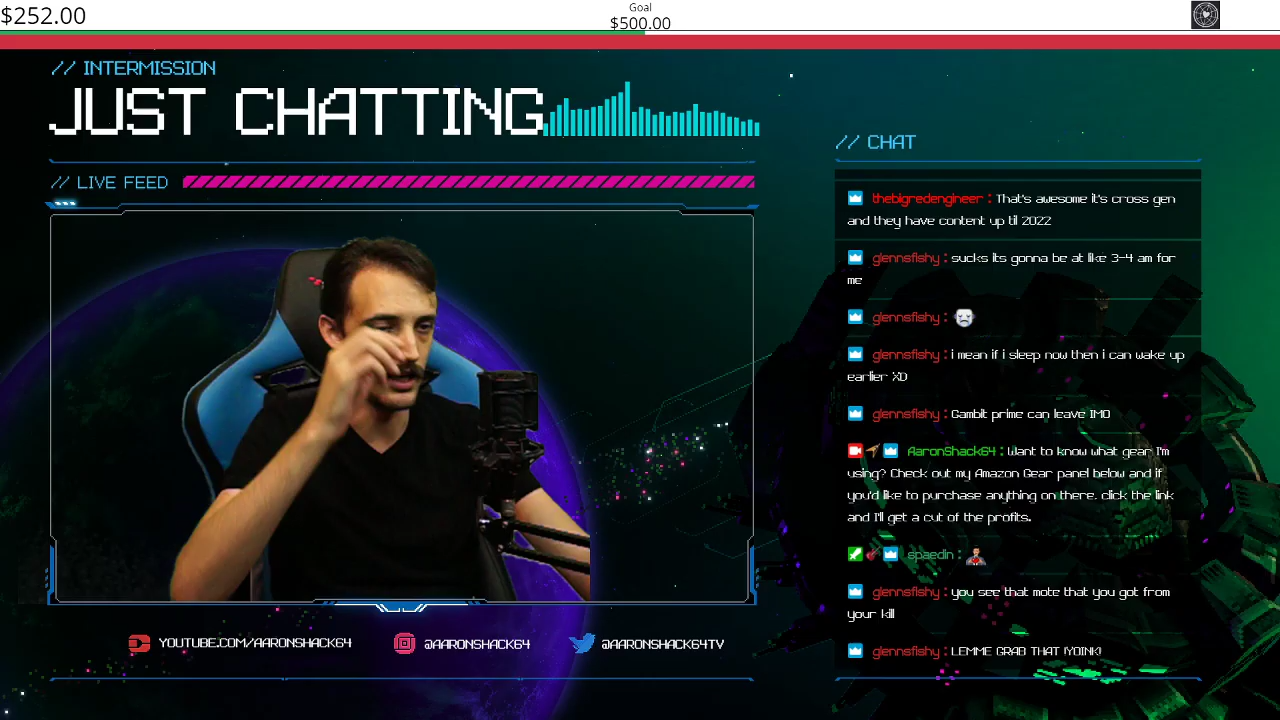 $252.00
Goal
$500.00
// INTERMISSION
JUST CHATTING
// LIVE FEED
// CHAT
thebigredengineer : That's awesome it's cross gen
and they have content up til 2022
glennsfishy : sucks its gonna be at like 3-4 am for
me
glennsfishy :
glennsfishy : i mean if i sleep now then i can wake up
earlier XD
glennsfishy : Gambit prime can leave IMO
AaronShack64 : Want to know what gear I'm
using? Check out my Amazon Gear panel below and if
you'd like to purchase anything on there. click the link
and I'll get a cut of the profits.
spaedin :
glennsfishy : you see that mote that you got from
your kill
glennsfishy : LEMME GRAB THAT (YOINK)
YOUTUBE.COM/AARONSHACK64
@AARONSHACK64
@AARONSHACK64TV